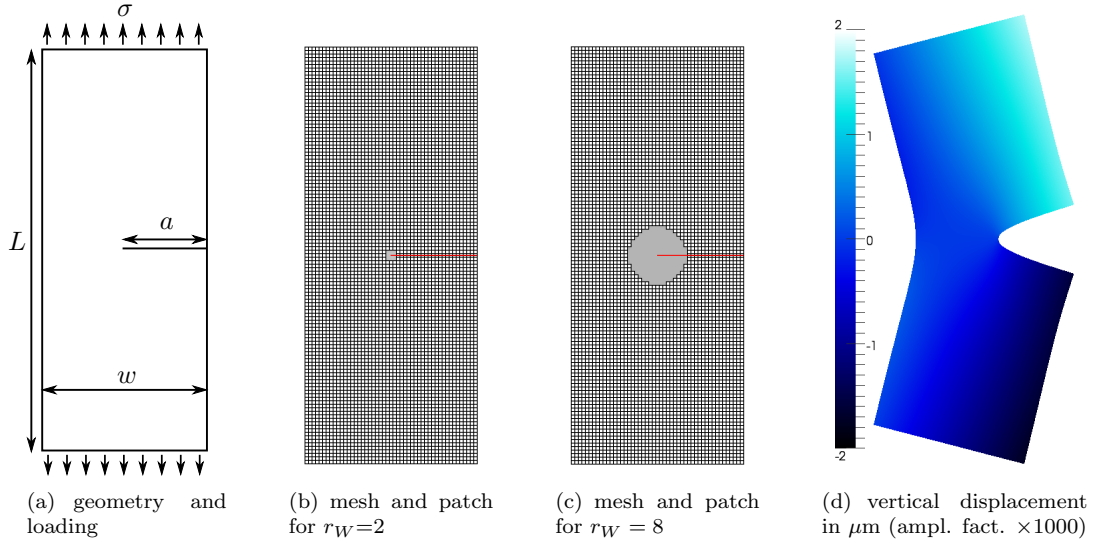 σ
a
L
w
2
1
0
-1
-2
(a) geometry and
loading
(b) mesh and patch
for r_W=2
(c) mesh and patch
for r_W = 8
(d) vertical displacement
in μm (ampl. fact. ×1000)